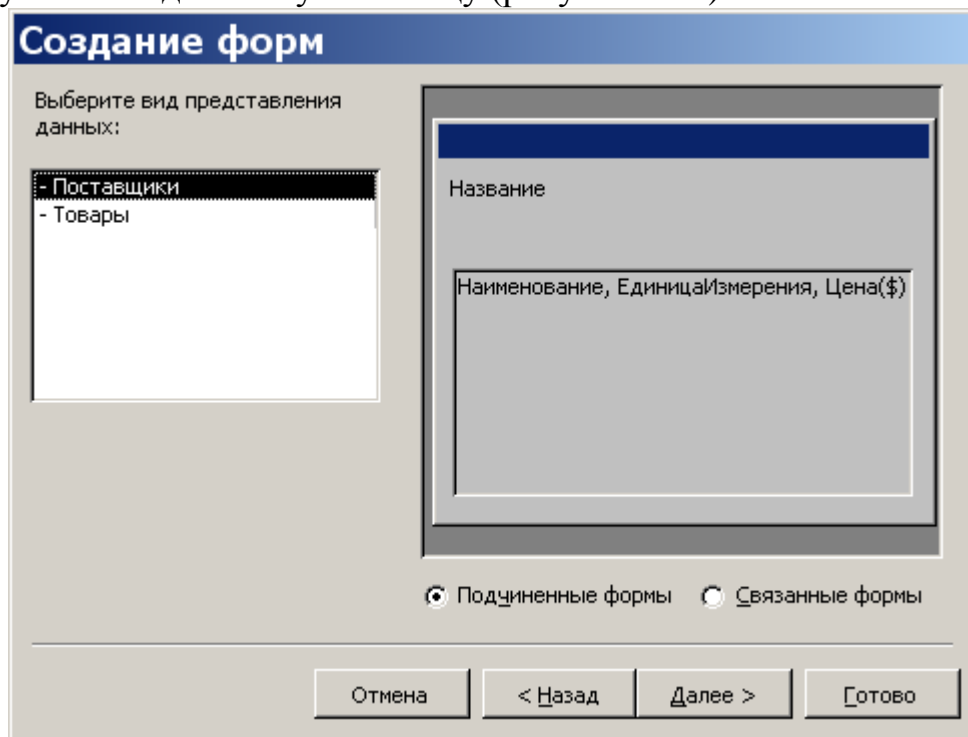 Создание форм
Выберите вид представления
данных:
- Поставщики
- Товары
Название
Наименование, ЕдиницаИзмерения, Цена($)
Подчиненные формы
Связанные формы
Отмена
< Назад
Далее >
Готово